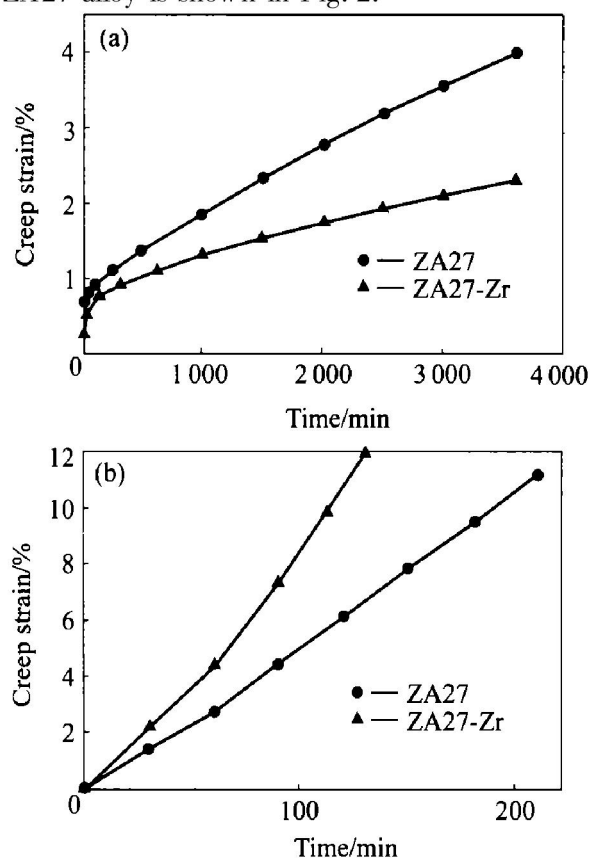 ZA27 alloy is shown in Fig. 2.
(a)
4
3
2
1
0
Creep strain/%
ZA27
ZA27-Zr
1 000
2 000
3 000
4 000
Time/min
12
(b)
10
8
6
4
2
0
Creep strain/%
ZA27
ZA27-Zr
100
200
Time/min